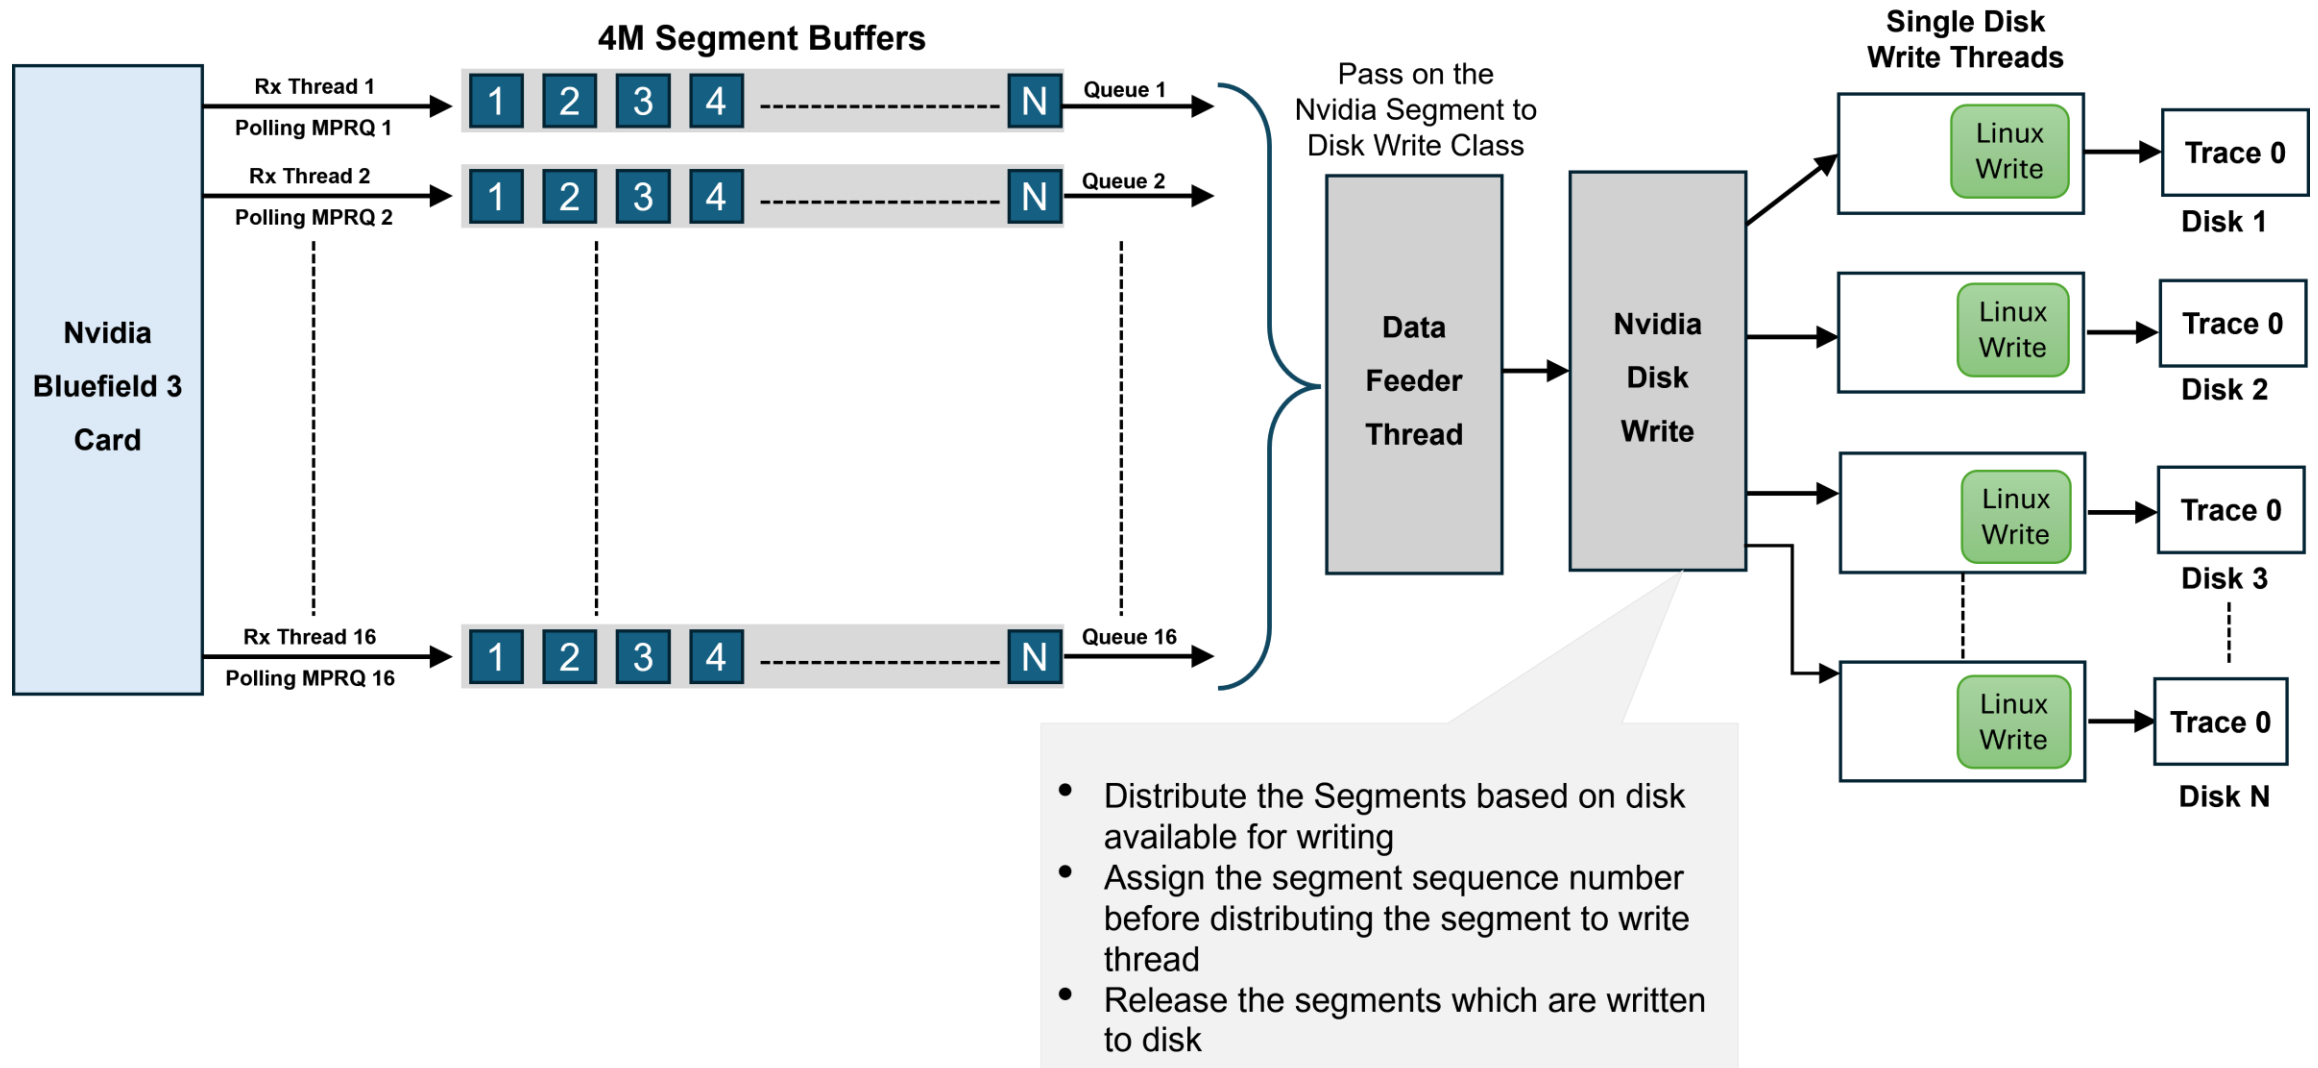 4M Segment Buffers
Single Disk
Write Threads
Nvidia
Bluefield 3
Card
Rx Thread 1
Polling MPRQ 1
1 2 3 4 N
Queue 1
Rx Thread 2
Polling MPRQ 2
1 2 3 4 N
Queue 2
Rx Thread 16
Polling MPRQ 16
1 2 3 4 N
Queue 16
Pass on the
Nvidia Segment to
Disk Write Class
Data
Feeder
Thread
Nvidia
Disk
Write
Linux
Write
Trace 0
Disk 1
Linux
Write
Trace 0
Disk 2
Linux
Write
Trace 0
Disk 3
Linux
Write
Trace 0
Disk N
• Distribute the Segments based on disk
available for writing
• Assign the segment sequence number
before distributing the segment to write
thread
• Release the segments which are written
to disk